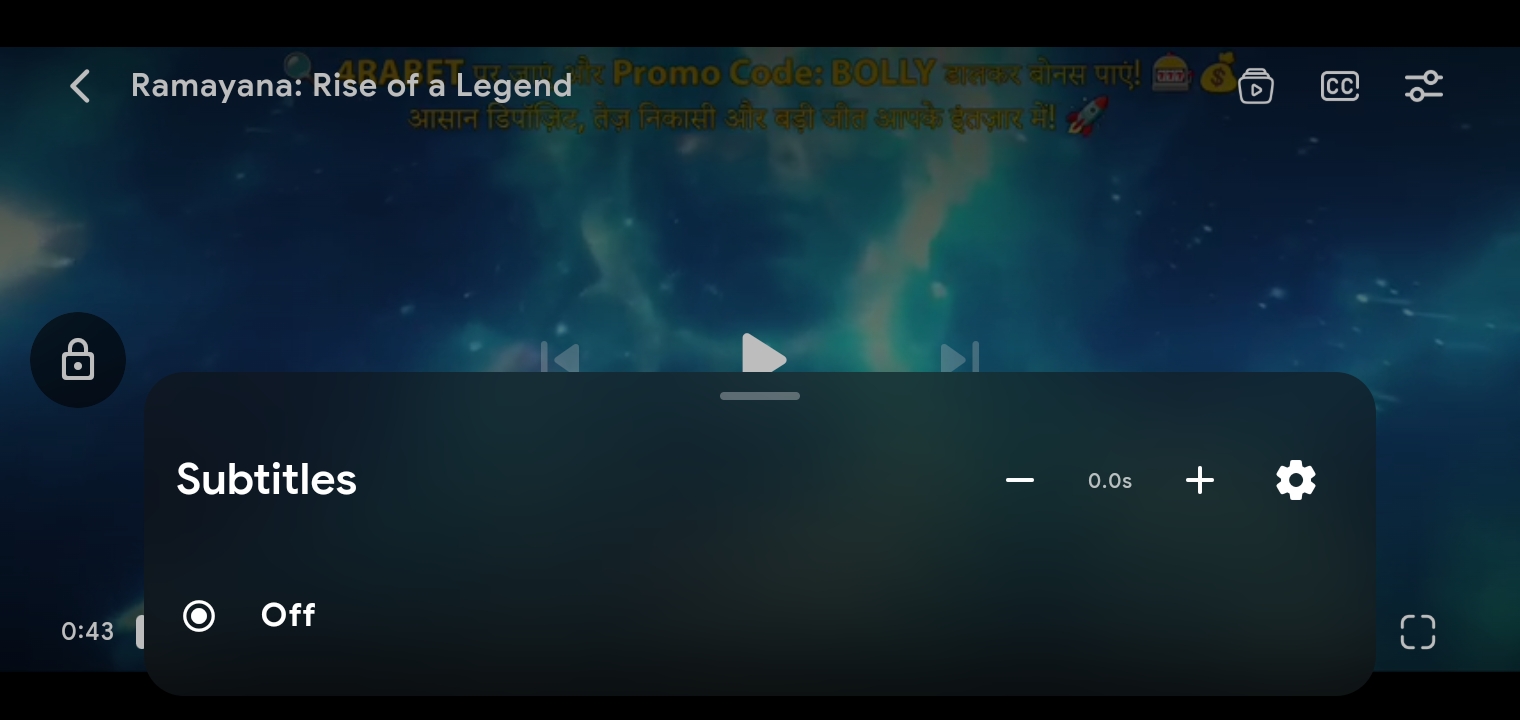 🔍 4RABET पर जाएं और Promo Code: BOLLY डालकर बोनस पाएं! 🎰 💰
Ramayana: Rise of a Legend
CC
आसान डिपॉज़िट, तेज़ निकासी और बड़ी जीत आपके इंतज़ार में! 🚀
Subtitles
0.0s
Off
0:43